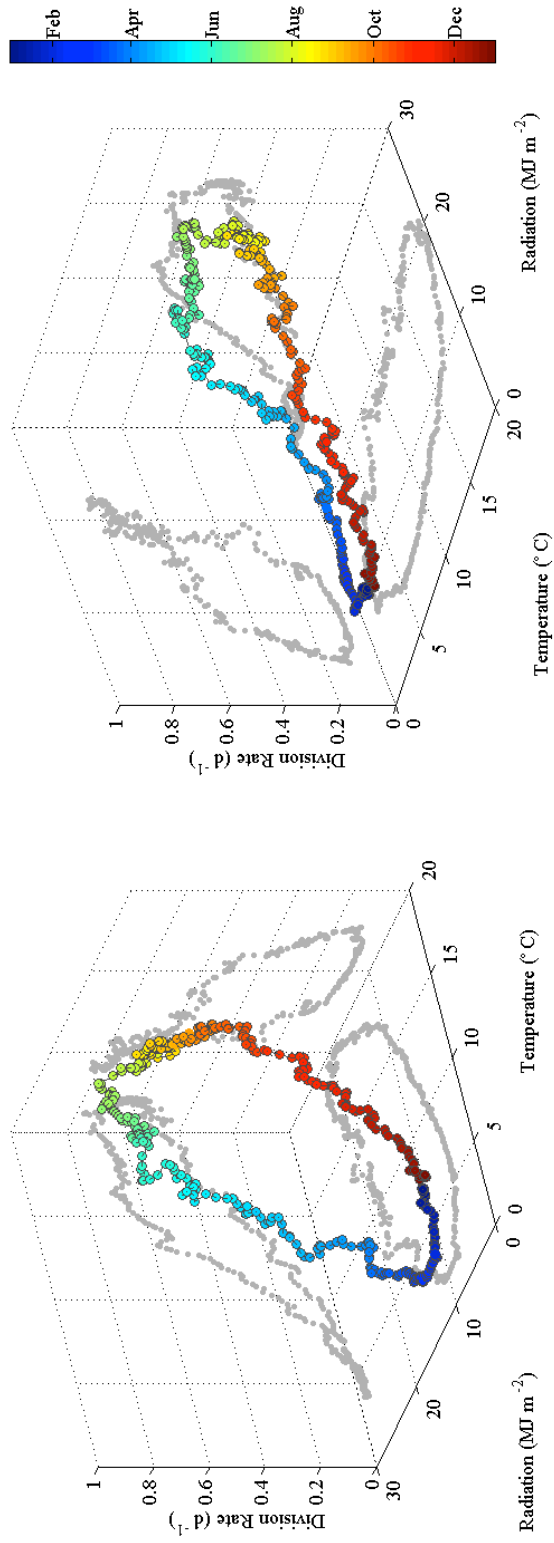 1
0.8
0.6
0.4
0.2
0
Division Rate (d⁻¹)
30
20
10
0
Radiation (MJ m⁻²)
0
5
10
15
20
Temperature (° C)
1
0.8
0.6
0.4
0.2
0
Division Rate (d⁻¹)
0
5
10
15
20
Temperature (° C)
0
10
20
30
Radiation (MJ m⁻²)
Feb
Apr
Jun
Aug
Oct
Dec